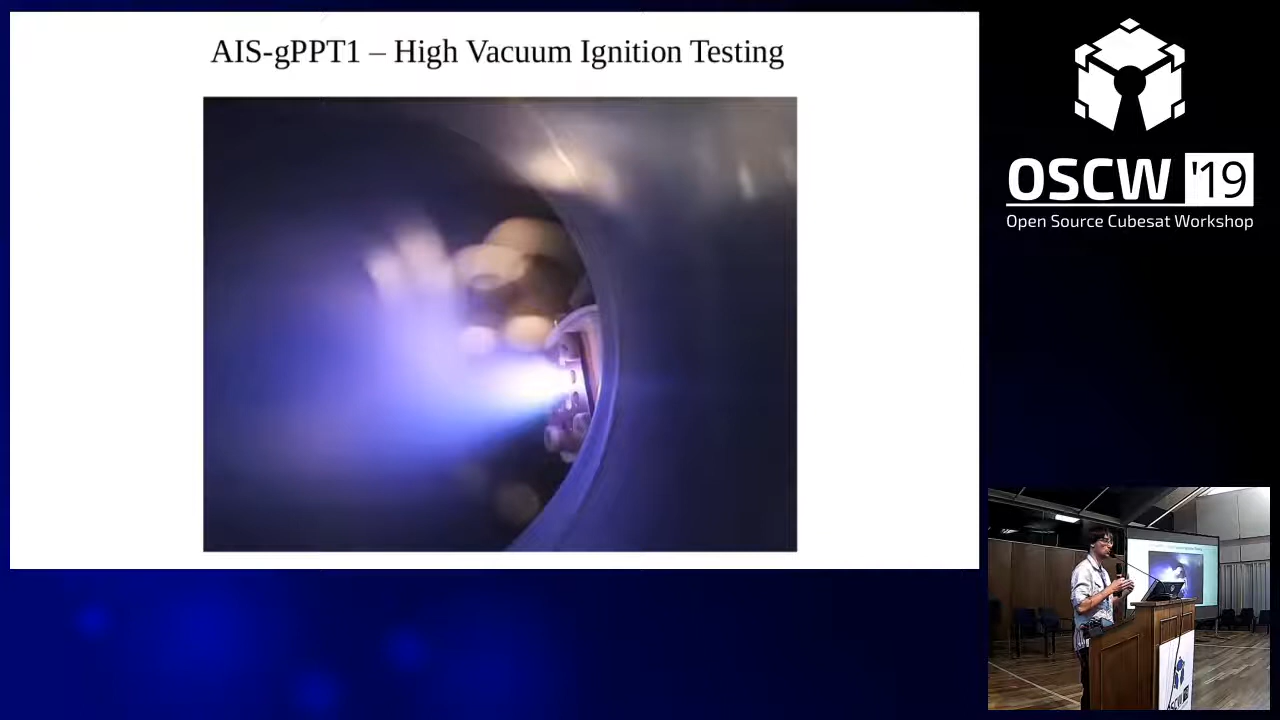 AIS-gPPT1 – High Vacuum Ignition Testing
OSCW '19
Open Source Cubesat Workshop